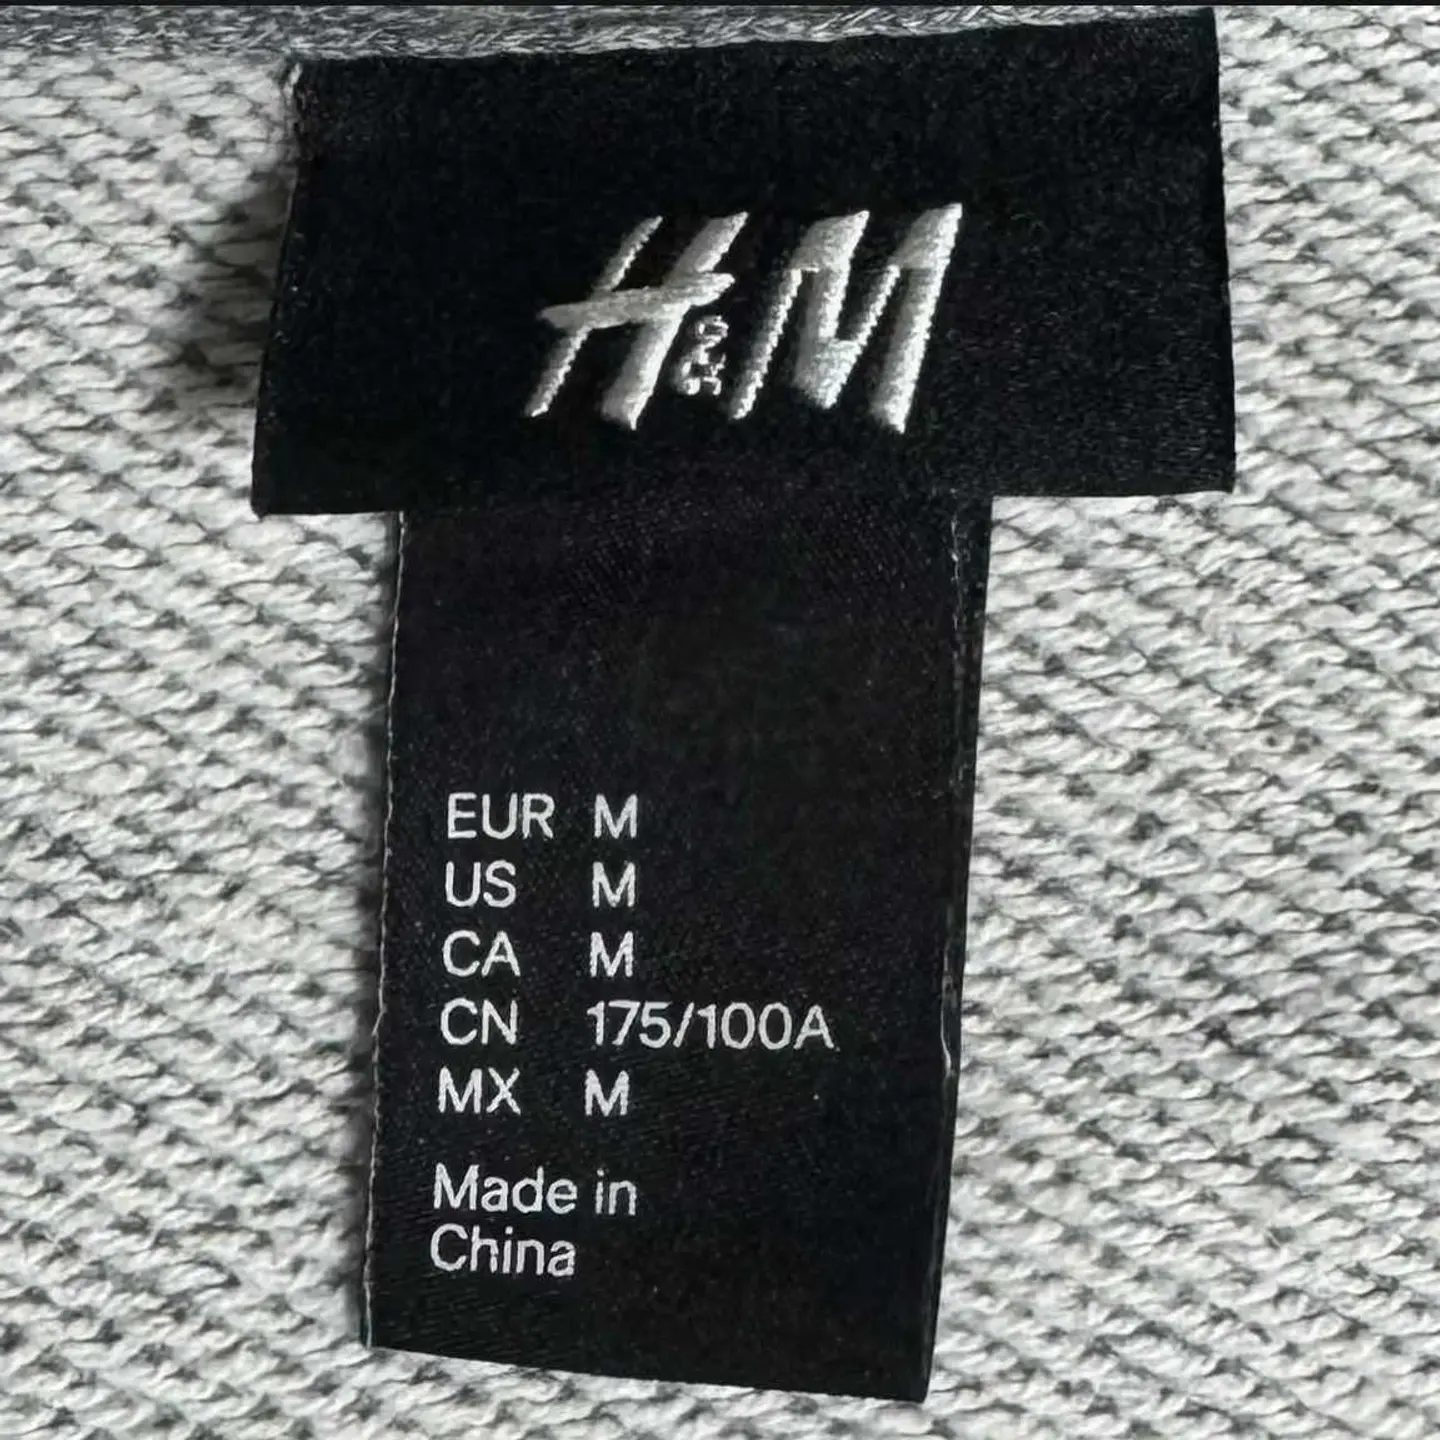 H&M
EUR M
US M
CA M
CN 175/100A
MX M
Made in
China